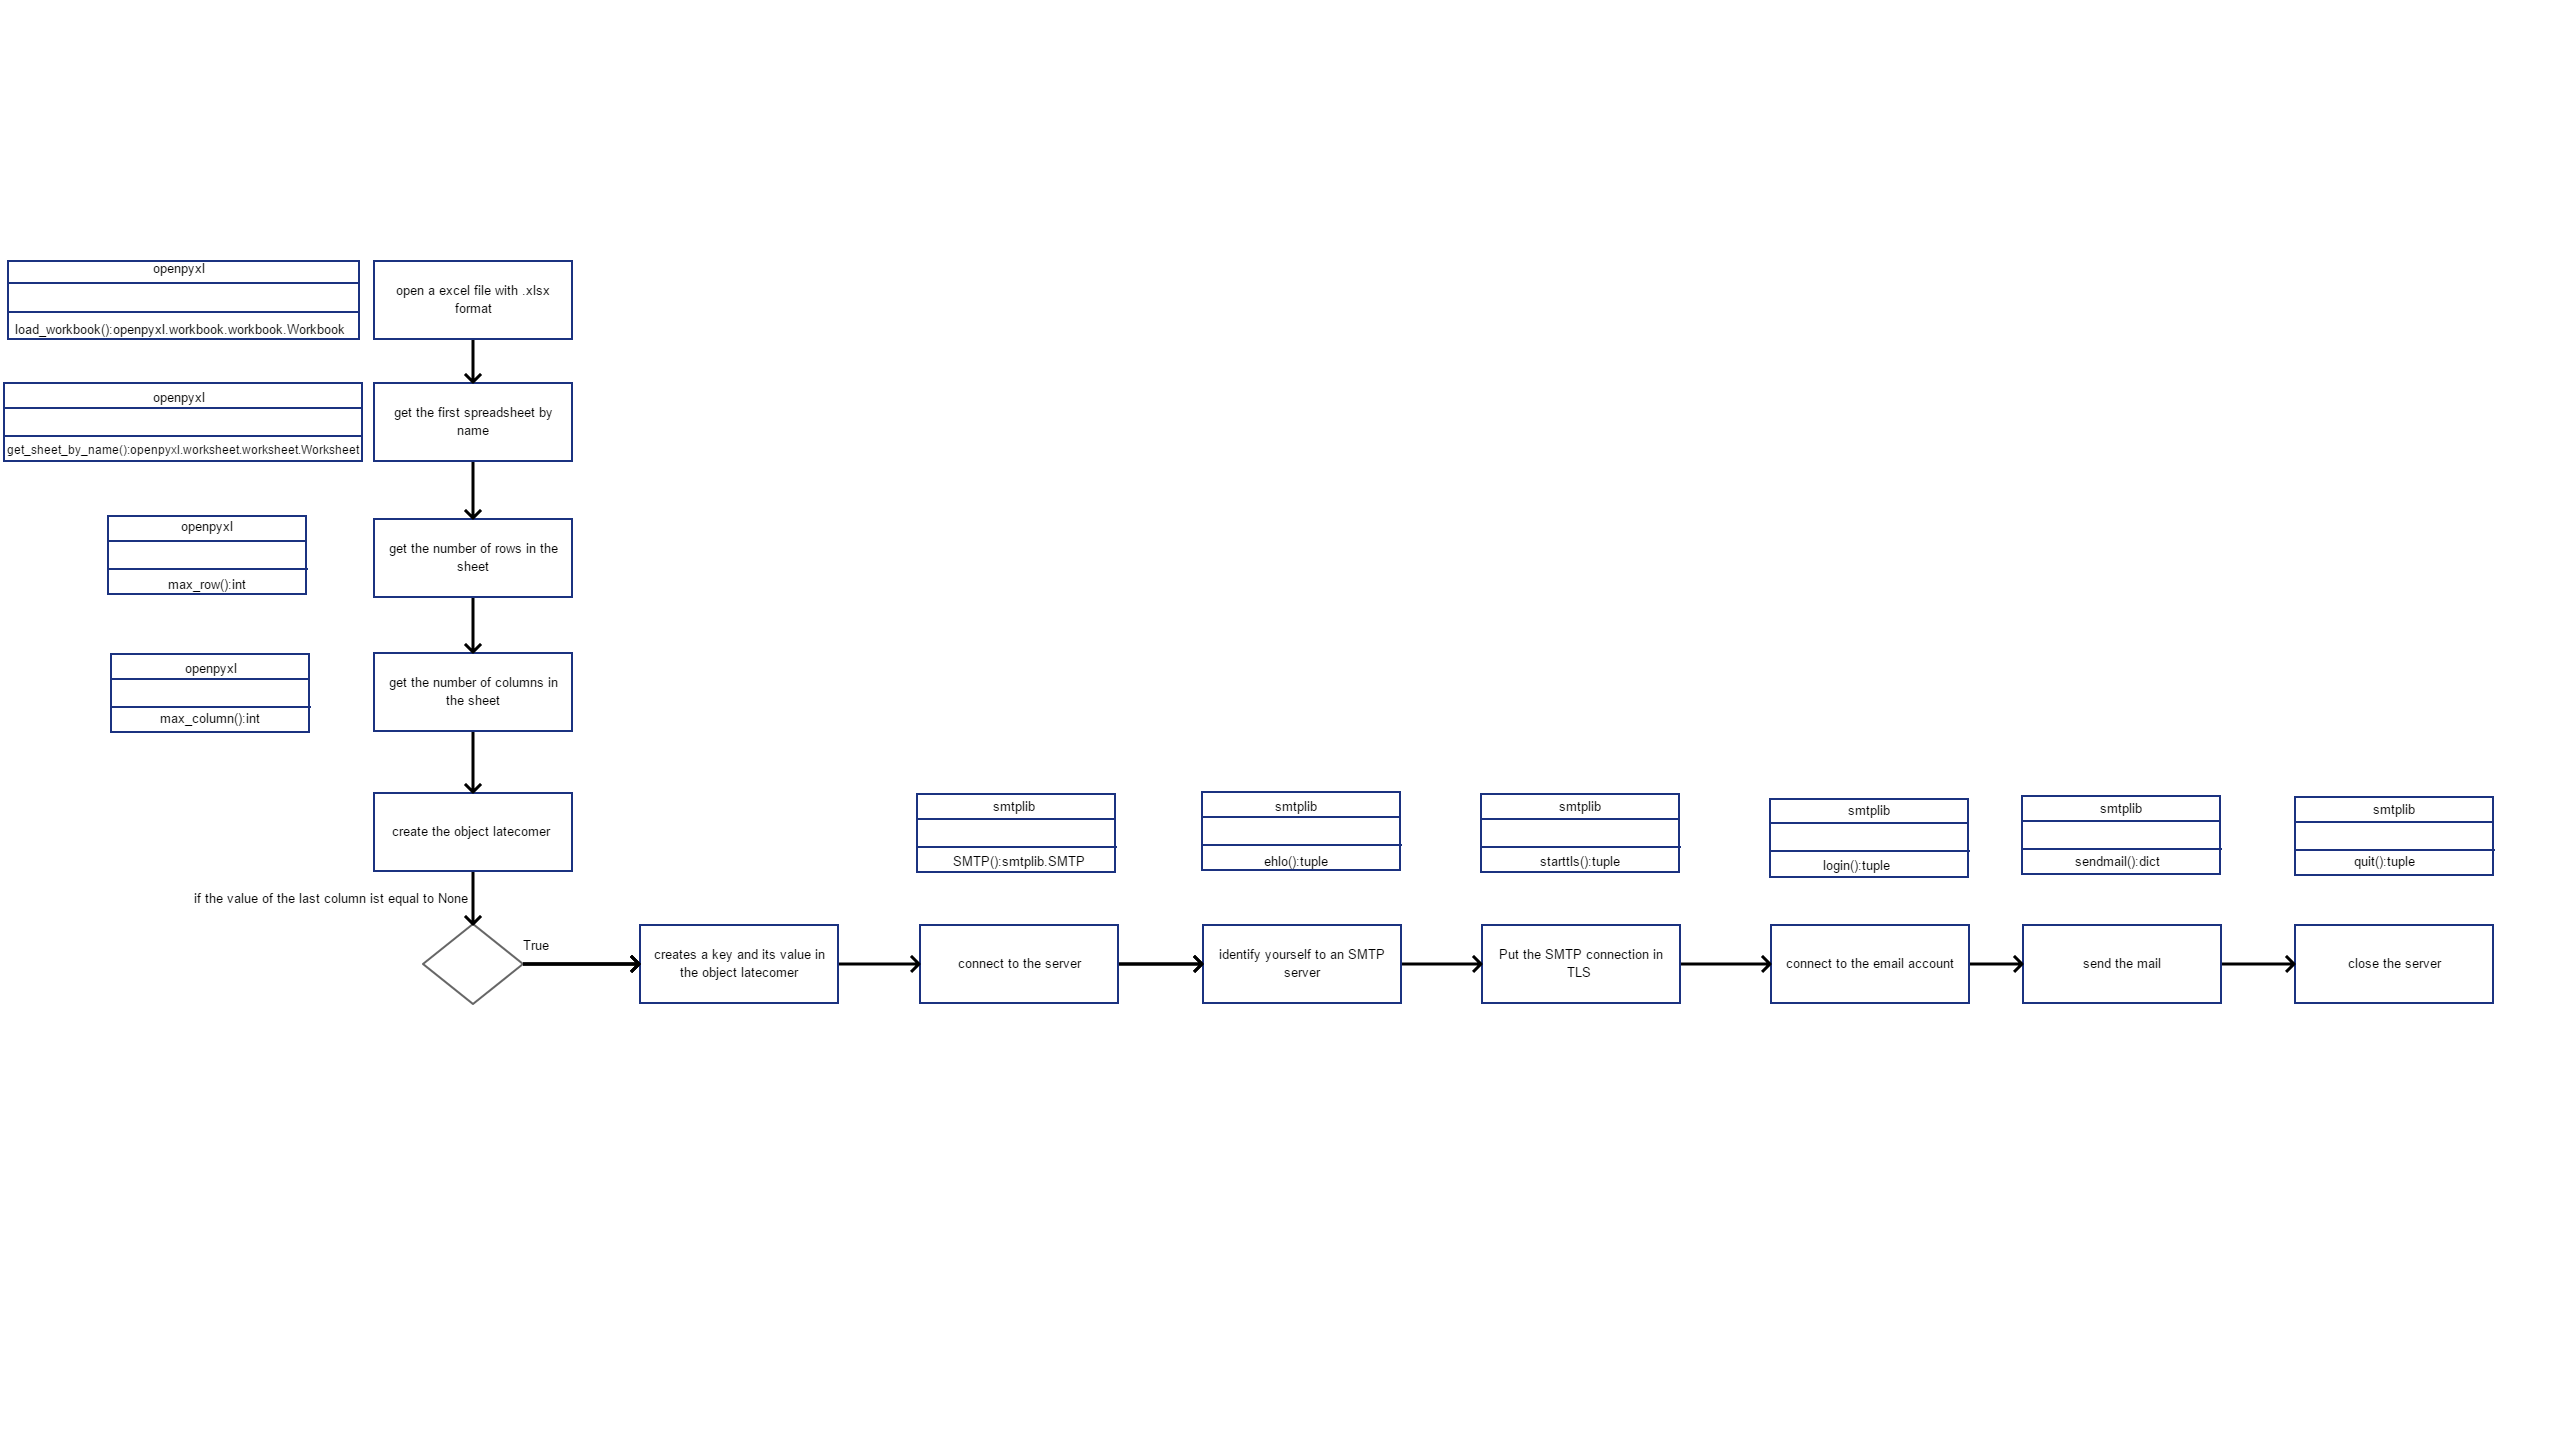 openpyxl
load_workbook():openpyxl.workbook.workbook.Workbook
open a excel file with .xlsx
format
openpyxl
get_sheet_by_name():openpyxl.worksheet.worksheet.Worksheet
get the first spreadsheet by
name
openpyxl
max_row():int
get the number of rows in the
sheet
openpyxl
max_column():int
get the number of columns in
the sheet
create the object latecomer
if the value of the last column ist equal to None
True
creates a key and its value in
the object latecomer
smtplib
SMTP():smtplib.SMTP
connect to the server
smtplib
ehlo():tuple
identify yourself to an SMTP
server
smtplib
starttls():tuple
Put the SMTP connection in
TLS
smtplib
login():tuple
connect to the email account
smtplib
sendmail():dict
send the mail
smtplib
quit():tuple
close the server